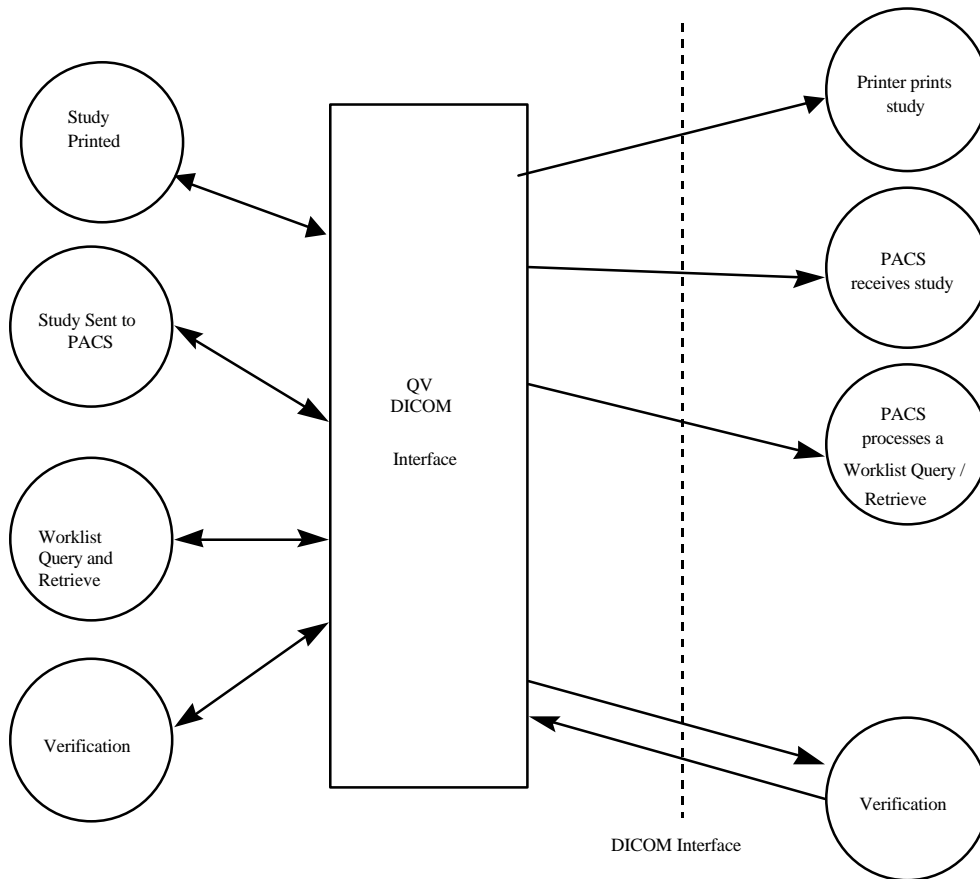 Study
Printed
Study Sent to
PACS
Worklist
Query and
Retrieve
Verification
QV
DICOM
Interface
Printer prints
study
PACS
receives study
PACS
processes a
Worklist Query /
Retrieve
Verification
DICOM Interface